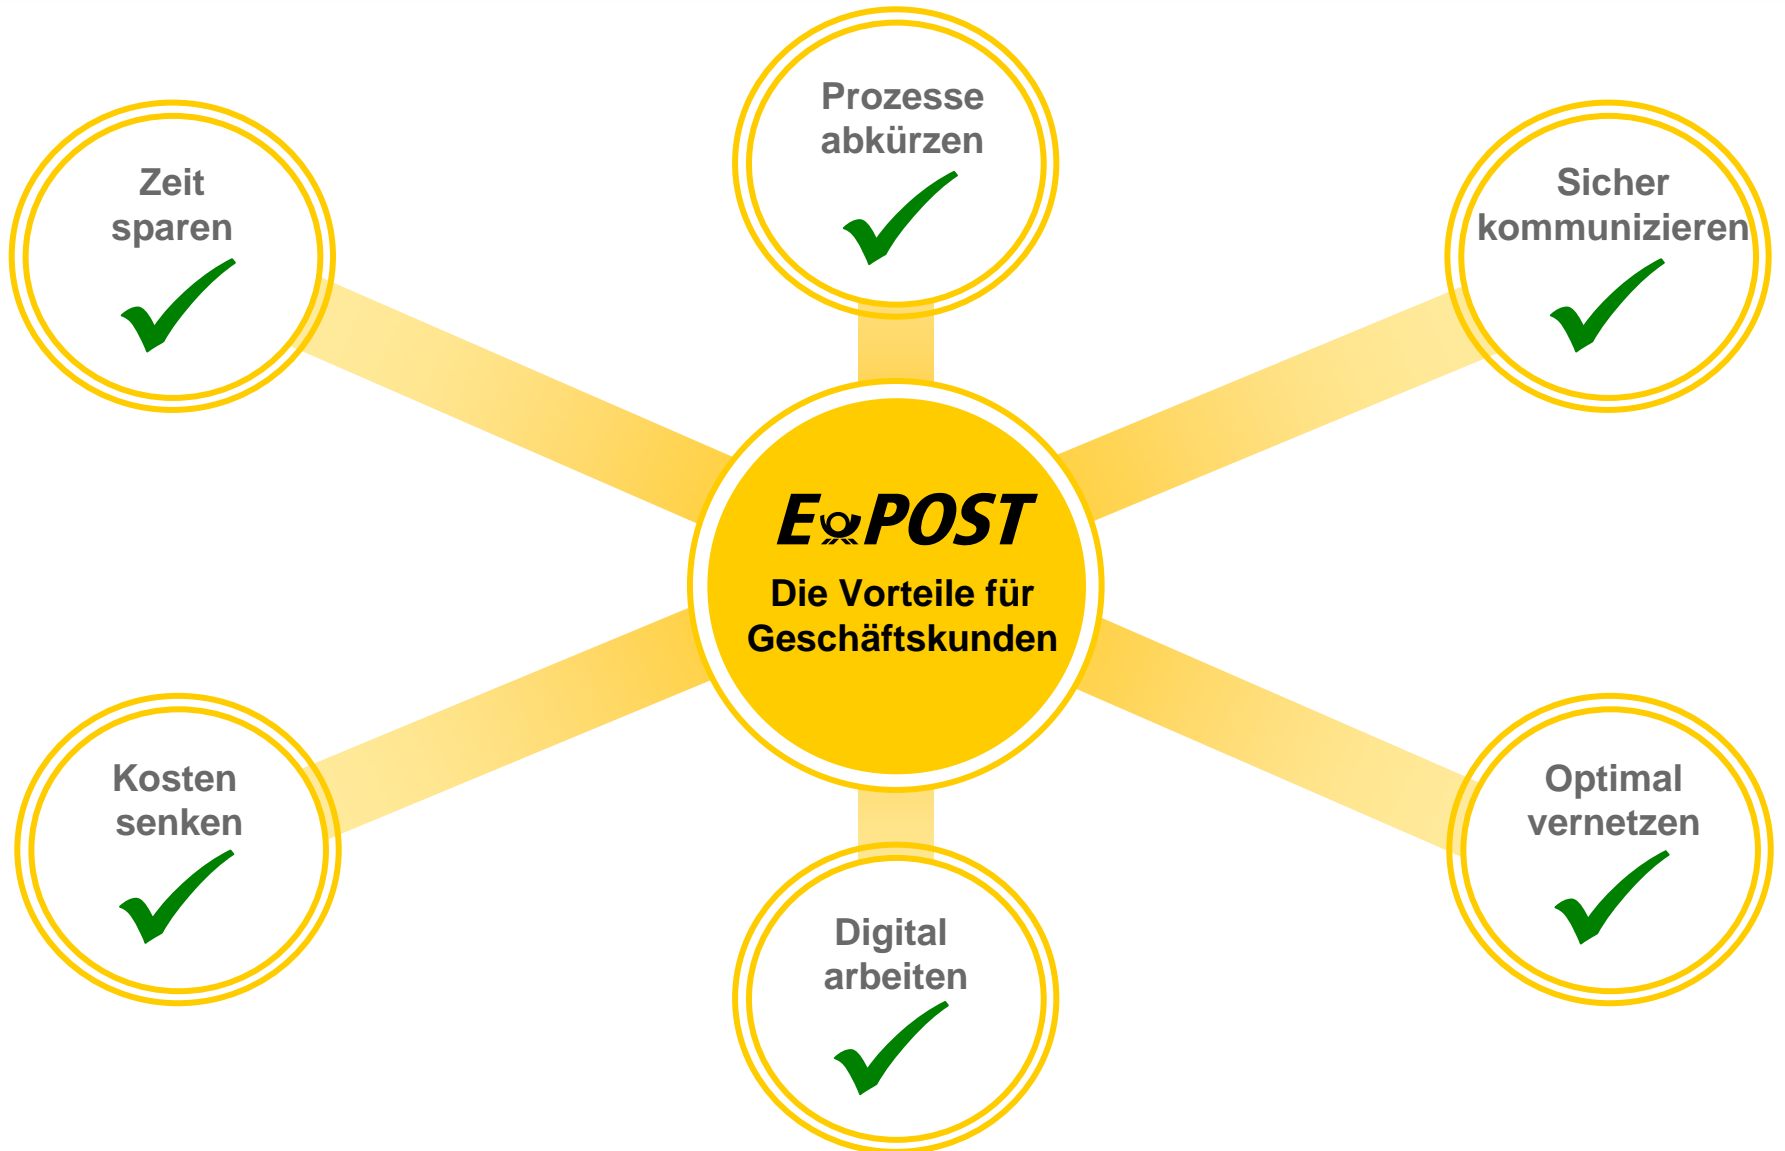 Prozesse
abkürzen
Zeit
sparen
Sicher
kommunizieren
E POST
Die Vorteile für
Geschäftskunden
Kosten
senken
Optimal
vernetzen
Digital
arbeiten